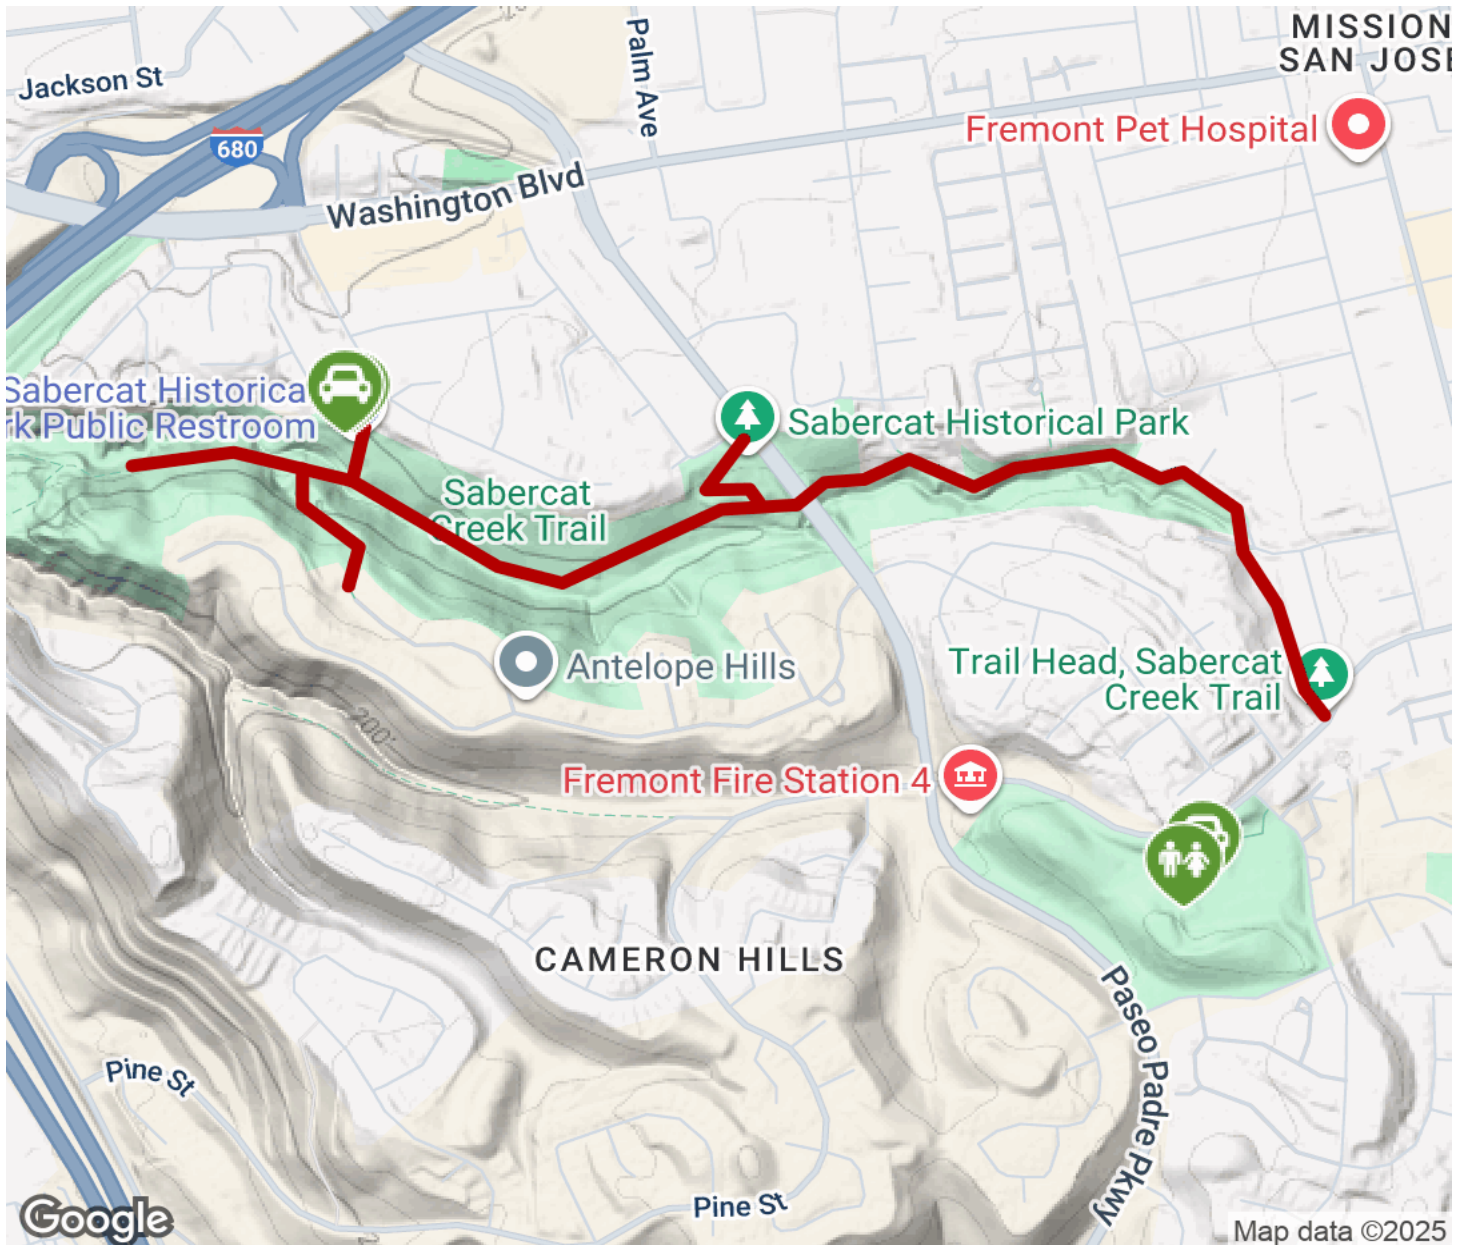 MISSION
SAN JOSE
Palm Ave
Jackson St
Fremont Pet Hospital
680
Washington Blvd
Sabercat Historica
rk Public Restroom
Sabercat Historical Park
Sabercat
Creek Trail
Trail Head, Sabercat
Creek Trail
Antelope Hills
200'
Fremont Fire Station 4
CAMERON HILLS
Paseo Padre Pkwy
Pine St
Pine St
Google
Map data ©2025